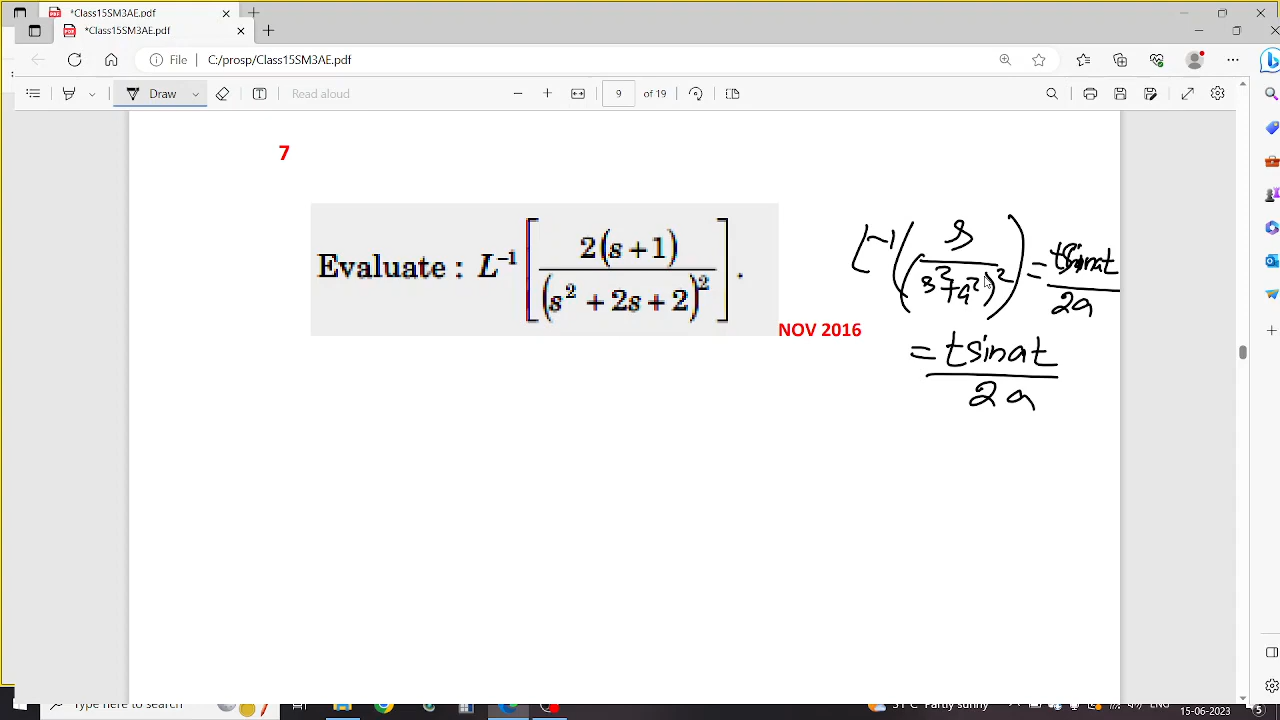 *Class15SM3AE.pdf
*Class15SM3AE.pdf
File C:/prosp/Class15SM3AE.pdf
Draw Read aloud 9 of 19
7
Evaluate : L⁻¹ [ 2(s + 1) / (s² + 2s + 2)² ] .
NOV 2016
L⁻¹ ( s / (s² + a²)² ) = t sin at / 2a
= t sin at / 2a
Type here to search Partly sunny 15-06-2023